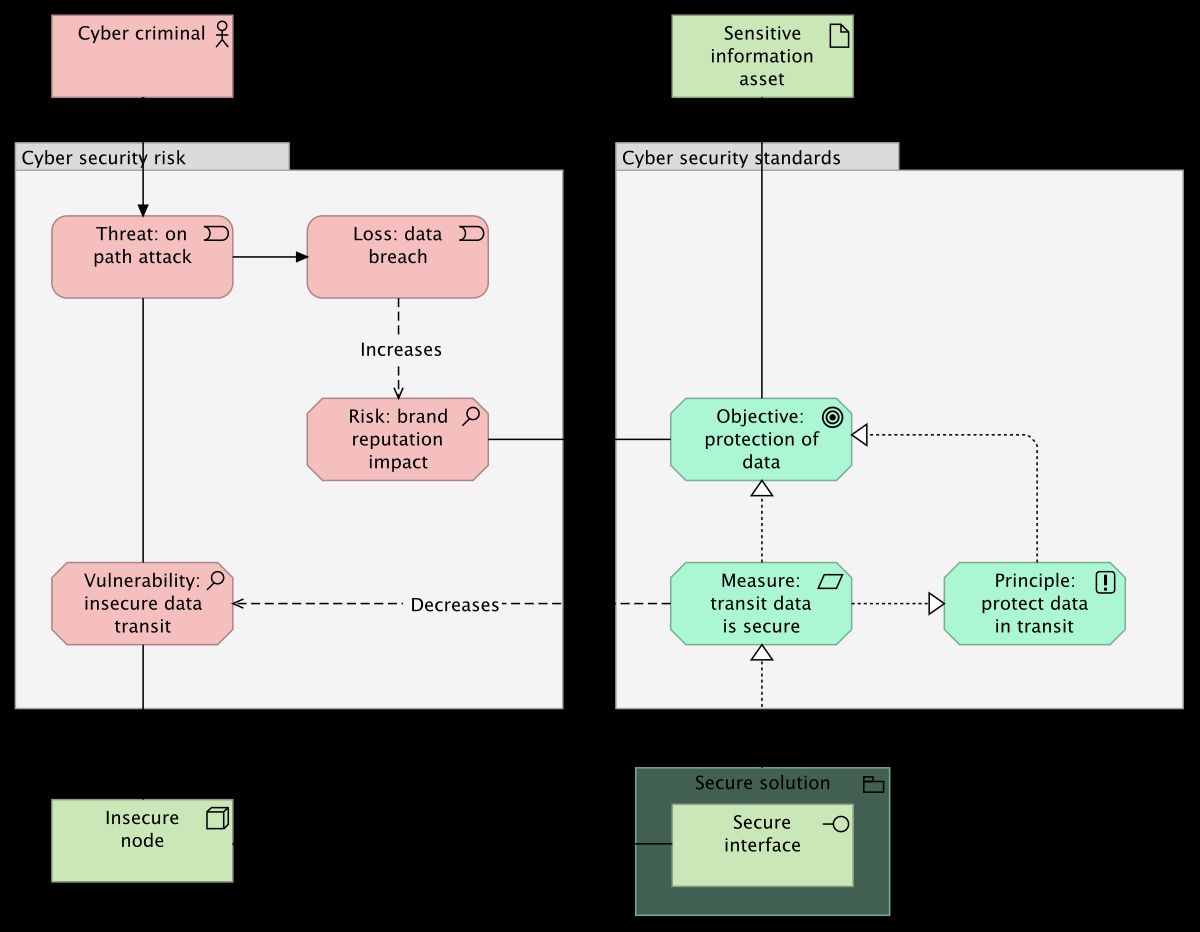 Cyber criminal
Sensitive
information
asset
Cyber security risk
Cyber security standards
Threat: on
path attack
Loss: data
breach
Increases
Risk: brand
reputation
impact
Objective:
protection of
data
Vulnerability:
insecure data
transit
Decreases
Measure:
transit data
is secure
Principle:
protect data
in transit
Insecure
node
Secure solution
Secure
interface